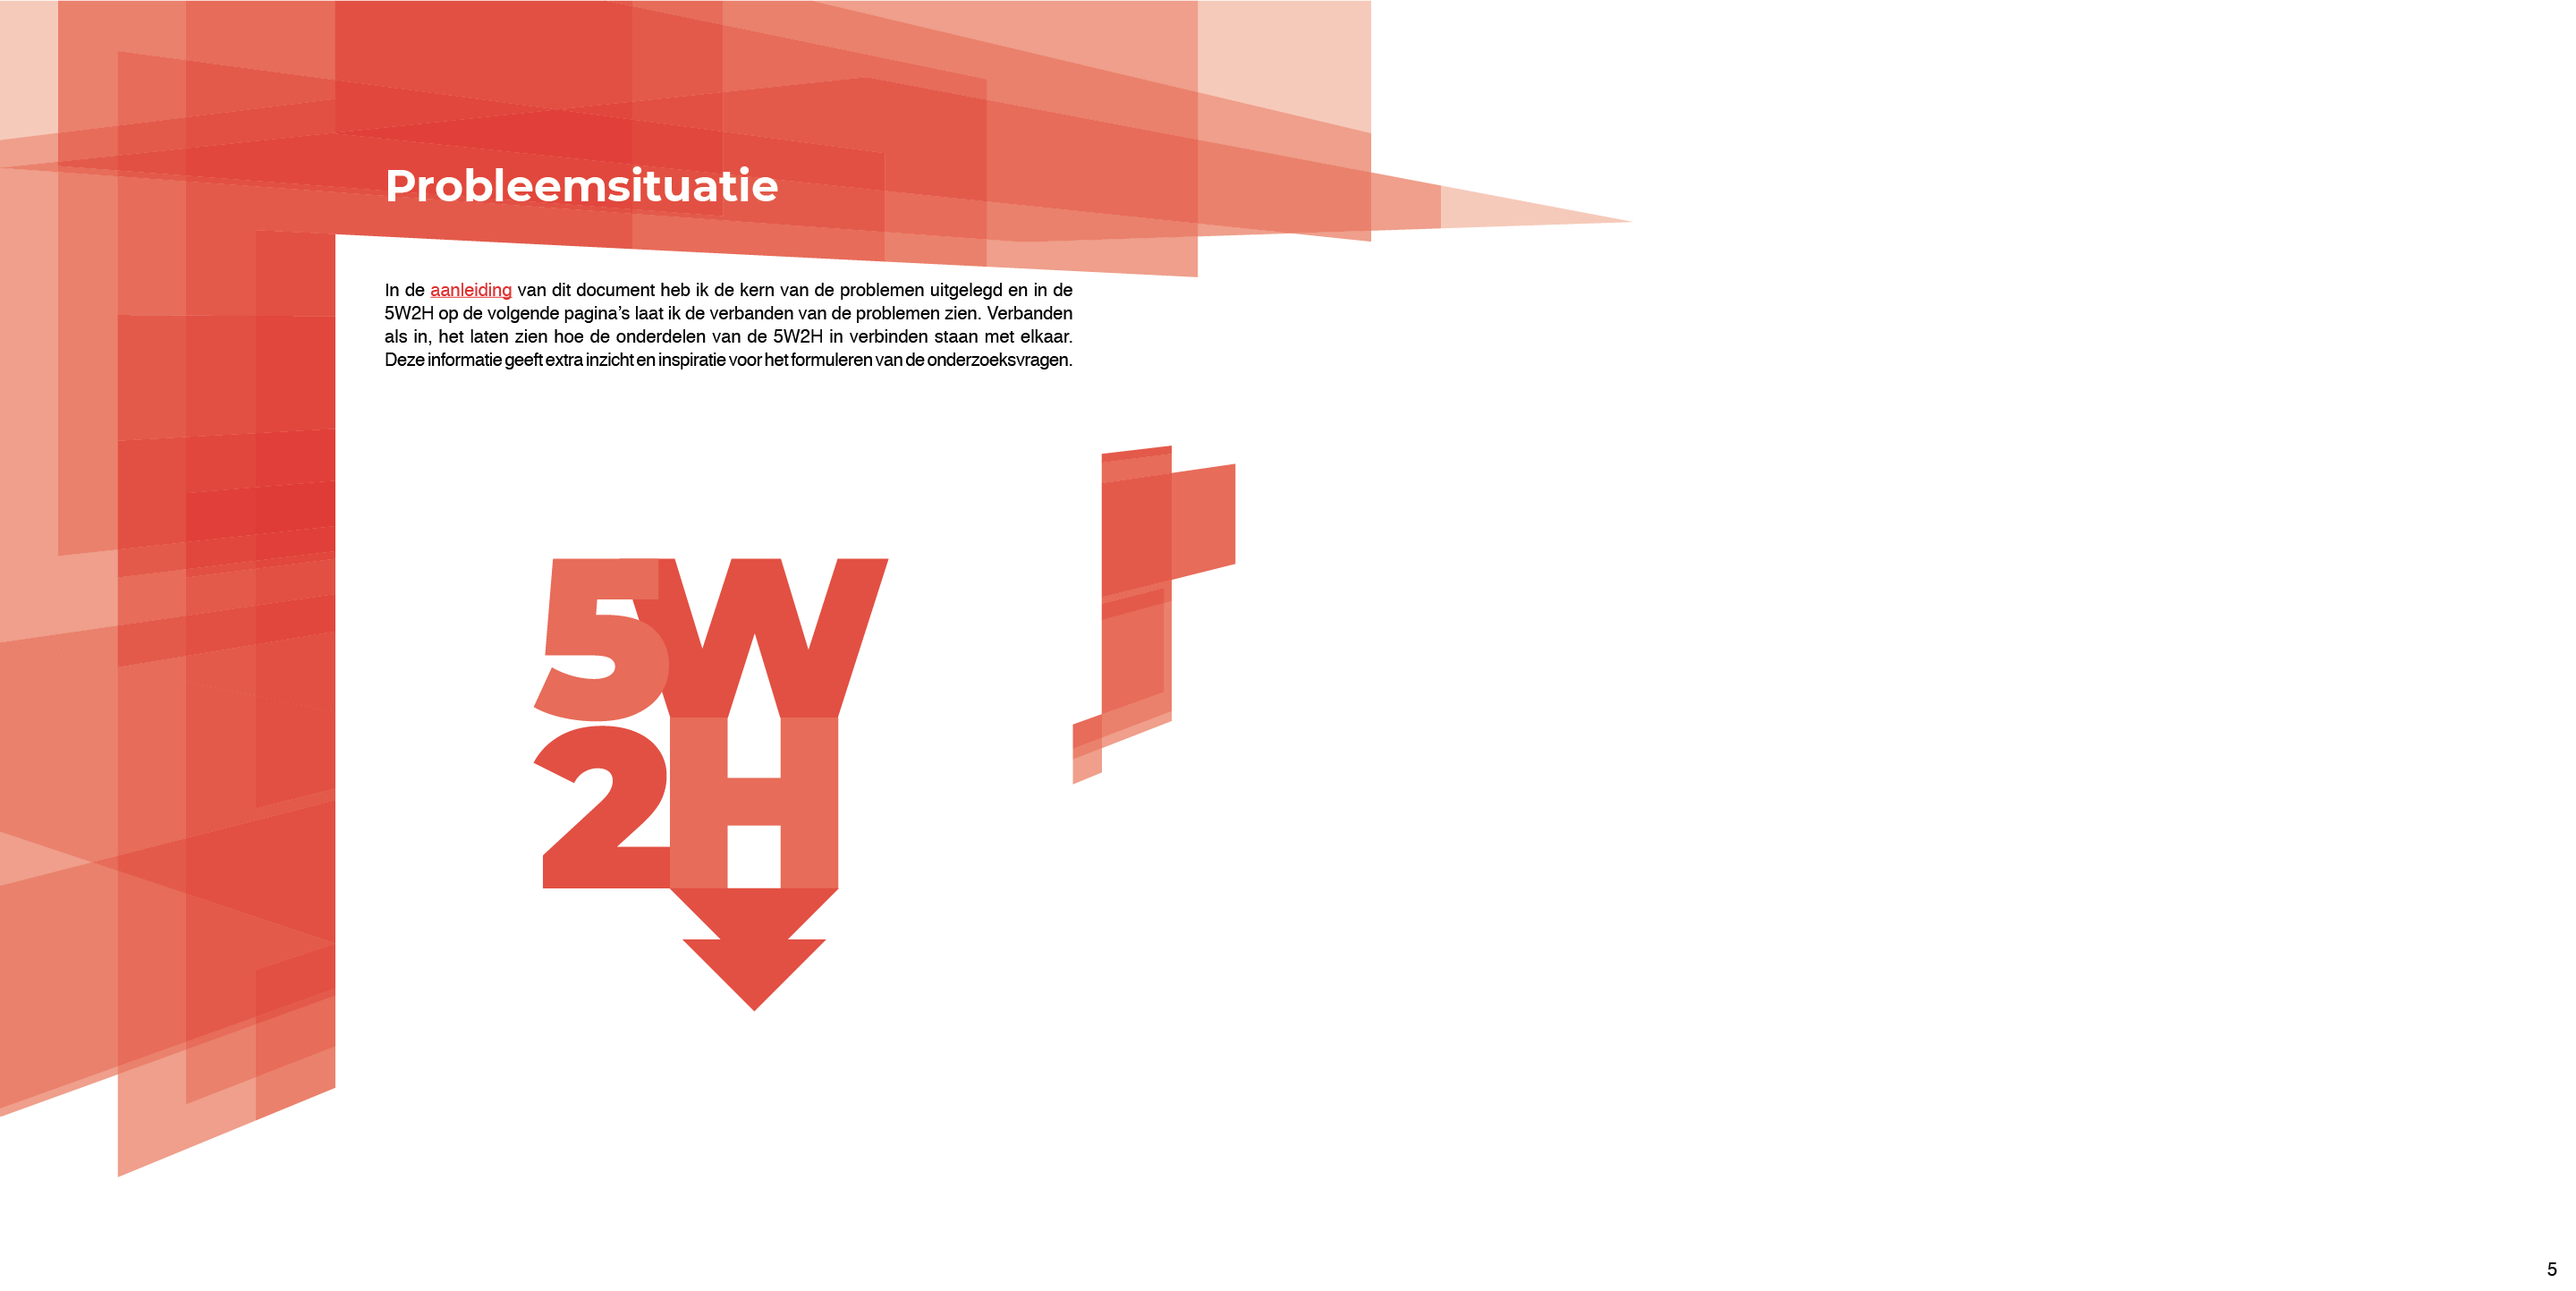 Probleemsituatie
In de aanleiding van dit document heb ik de kern van de problemen uitgelegd en in de
5W2H op de volgende pagina’s laat ik de verbanden van de problemen zien. Verbanden
als in, het laten zien hoe de onderdelen van de 5W2H in verbinden staan met elkaar.
Deze informatie geeft extra inzicht en inspiratie voor het formuleren van de onderzoeksvragen.
5W
2H
5